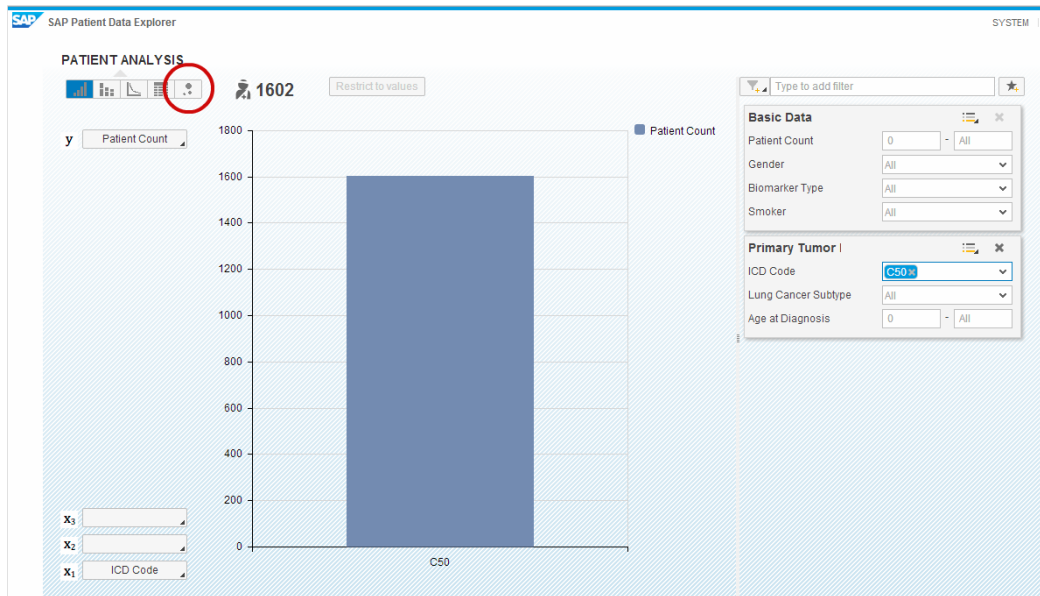 SAP SAP Patient Data Explorer SYSTEM
PATIENT ANALYSIS
1602 Restrict to values
Type to add filter
y Patient Count
1800
1600
1400
1200
1000
800
600
400
200
0
Patient Count
C50
x3
x2
x1 ICD Code
Basic Data
Patient Count 0 - All
Gender All
Biomarker Type All
Smoker All
Primary Tumor
ICD Code C50
Lung Cancer Subtype All
Age at Diagnosis 0 - All